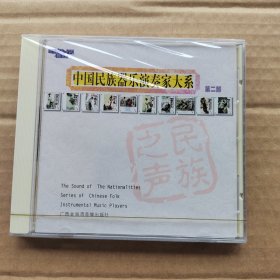 中国民族器乐演奏家大系
第二部
民族之声
The Sound of The Nationalities
Series of Chinese Folk
Instrumental Music Players